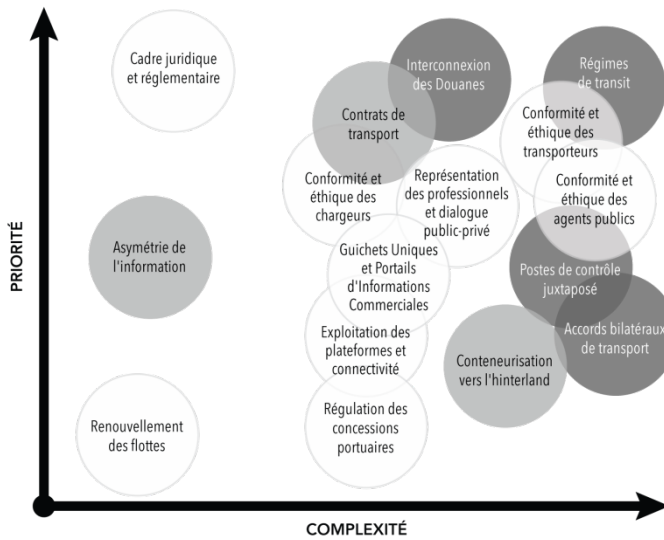 Cadre juridique
et réglementaire
Interconnexion
des Douanes
Régimes
de transit
Contrats de
transport
Conformité et
éthique des
transporteurs
Conformité et
éthique des
chargeurs
Représentation
des professionnels
et dialogue
public-privé
Conformité et
éthique des
agents publics
Asymétrie de
l'information
Guichets Uniques
et Portails
d'Informations
Commerciales
Postes de contrôle
juxtaposé
Exploitation des
plateformes et
connectivité
Conteneurisation
vers l'hinterland
Accords bilatéraux
de transport
Renouvellement
des flottes
Régulation des
concessions
portuaires
PRIORITÉ
COMPLEXITÉ